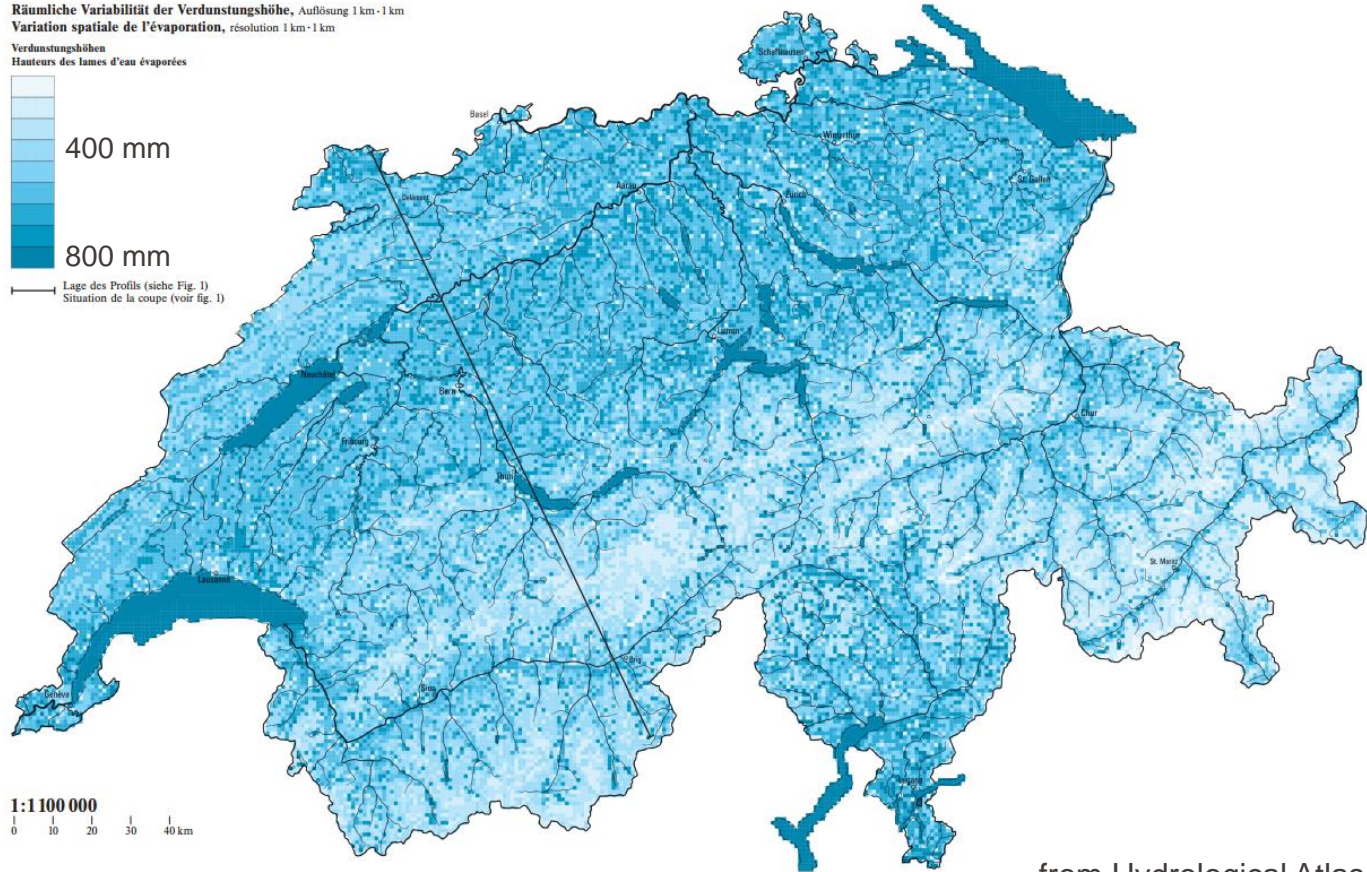 Räumliche Variabilität der Verdunstungshöhe, Auflösung 1 km · 1 km
Variation spatiale de l'évaporation, résolution 1 km · 1 km
Verdunstungshöhen
Hauteurs des lames d'eau évaporées
400 mm
800 mm
Lage des Profils (siehe Fig. 1)
Situation de la coupe (voir fig. 1)
Schaffhausen
Basel
Winterthur
St. Gallen
Aarau
Zürich
Delémont
Luzern
Neuchâtel
Bern
Chur
Fribourg
Thun
St. Moritz
Lausanne
Brig
Sion
Genève
Lugano
1:1 100 000
0 10 20 30 40 km
from Hydrological Atlas